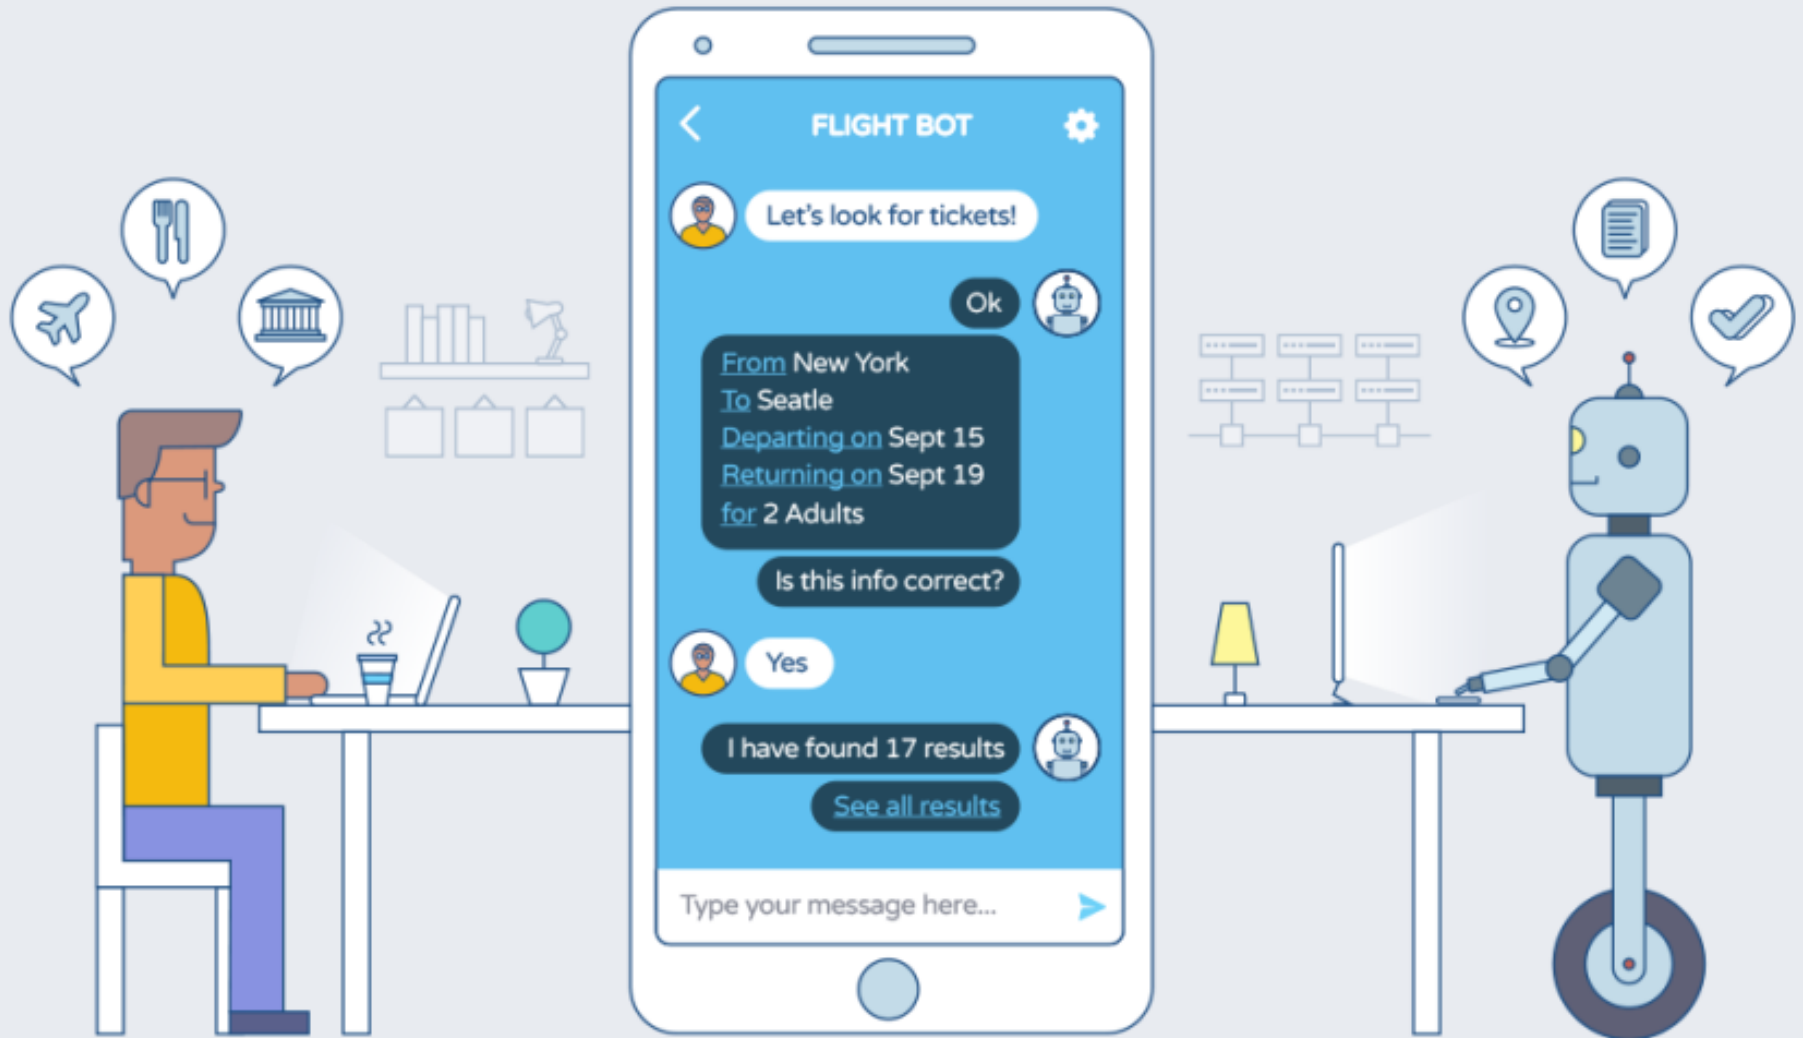 FLIGHT BOT
Let's look for tickets!
Ok
From New York
To Seatle
Departing on Sept 15
Returning on Sept 19
for 2 Adults
Is this info correct?
Yes
I have found 17 results
See all results
Type your message here...